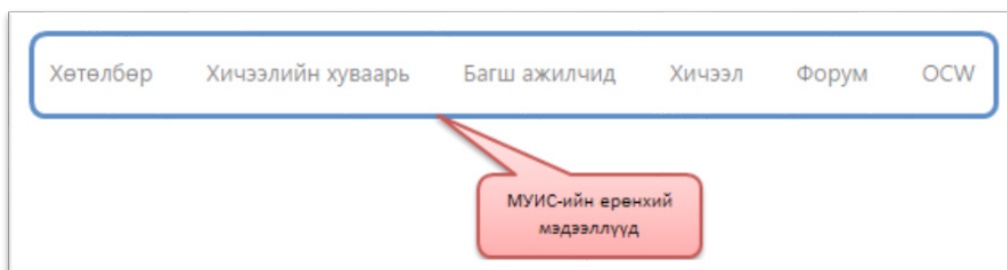 Хөтөлбөр Хичээлийн хуваарь Багш ажилчид Хичээл Форум OCW
МУИС-ийн ерөнхий
мэдээллүүд